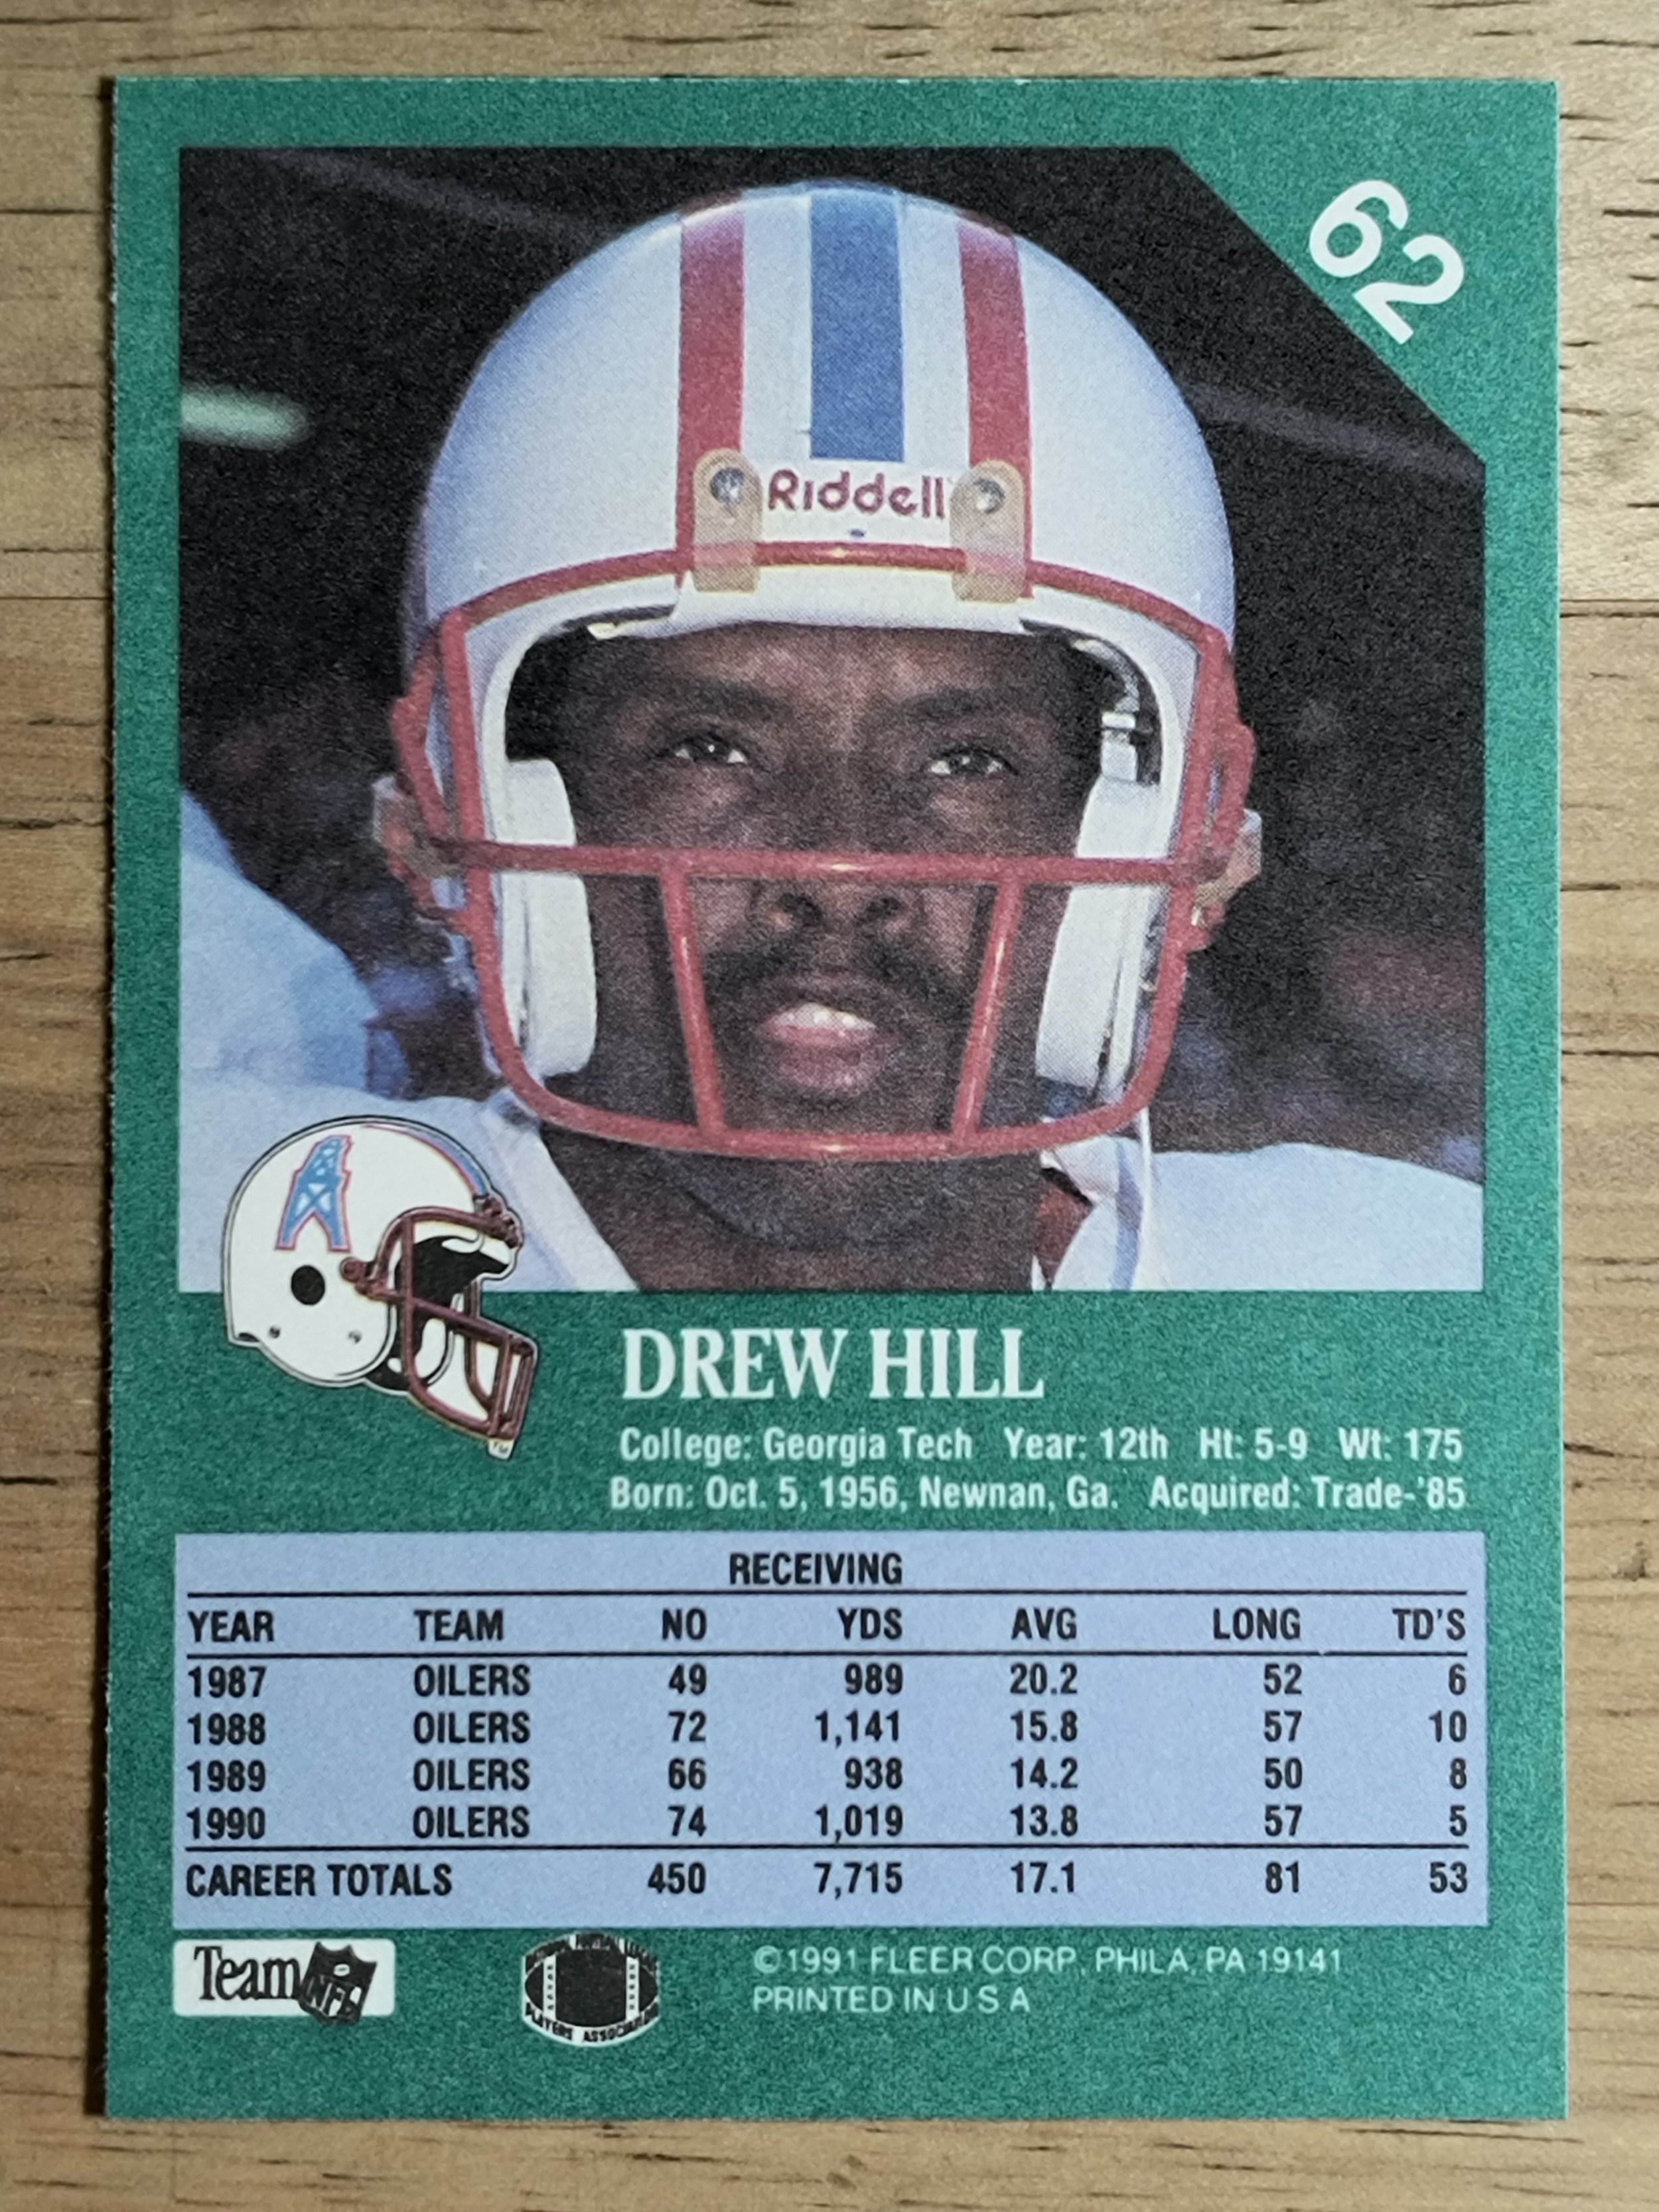 62
Riddell
DREW HILL
College: Georgia Tech Year: 12th Ht: 5-9 Wt: 175
Born: Oct. 5, 1956, Newnan, Ga. Acquired: Trade-'85
RECEIVING
YEAR TEAM NO YDS AVG LONG TD'S
1987 OILERS 49 989 20.2 52 6
1988 OILERS 72 1,141 15.8 57 10
1989 OILERS 66 938 14.2 50 8
1990 OILERS 74 1,019 13.8 57 5
CAREER TOTALS 450 7,715 17.1 81 53
Team NFL
PLAYERS ASSOCIATION
©1991 FLEER CORP., PHILA, PA 19141
PRINTED IN U S A